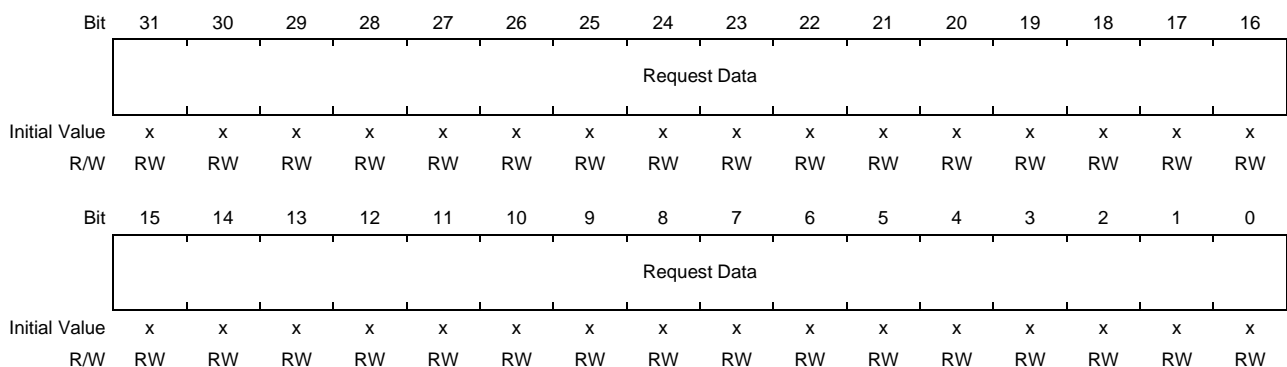 Bit 31 30 29 28 27 26 25 24 23 22 21 20 19 18 17 16
Request Data
Initial Value x x x x x x x x x x x x x x x x
R/W RW RW RW RW RW RW RW RW RW RW RW RW RW RW RW RW
Bit 15 14 13 12 11 10 9 8 7 6 5 4 3 2 1 0
Request Data
Initial Value x x x x x x x x x x x x x x x x
R/W RW RW RW RW RW RW RW RW RW RW RW RW RW RW RW RW